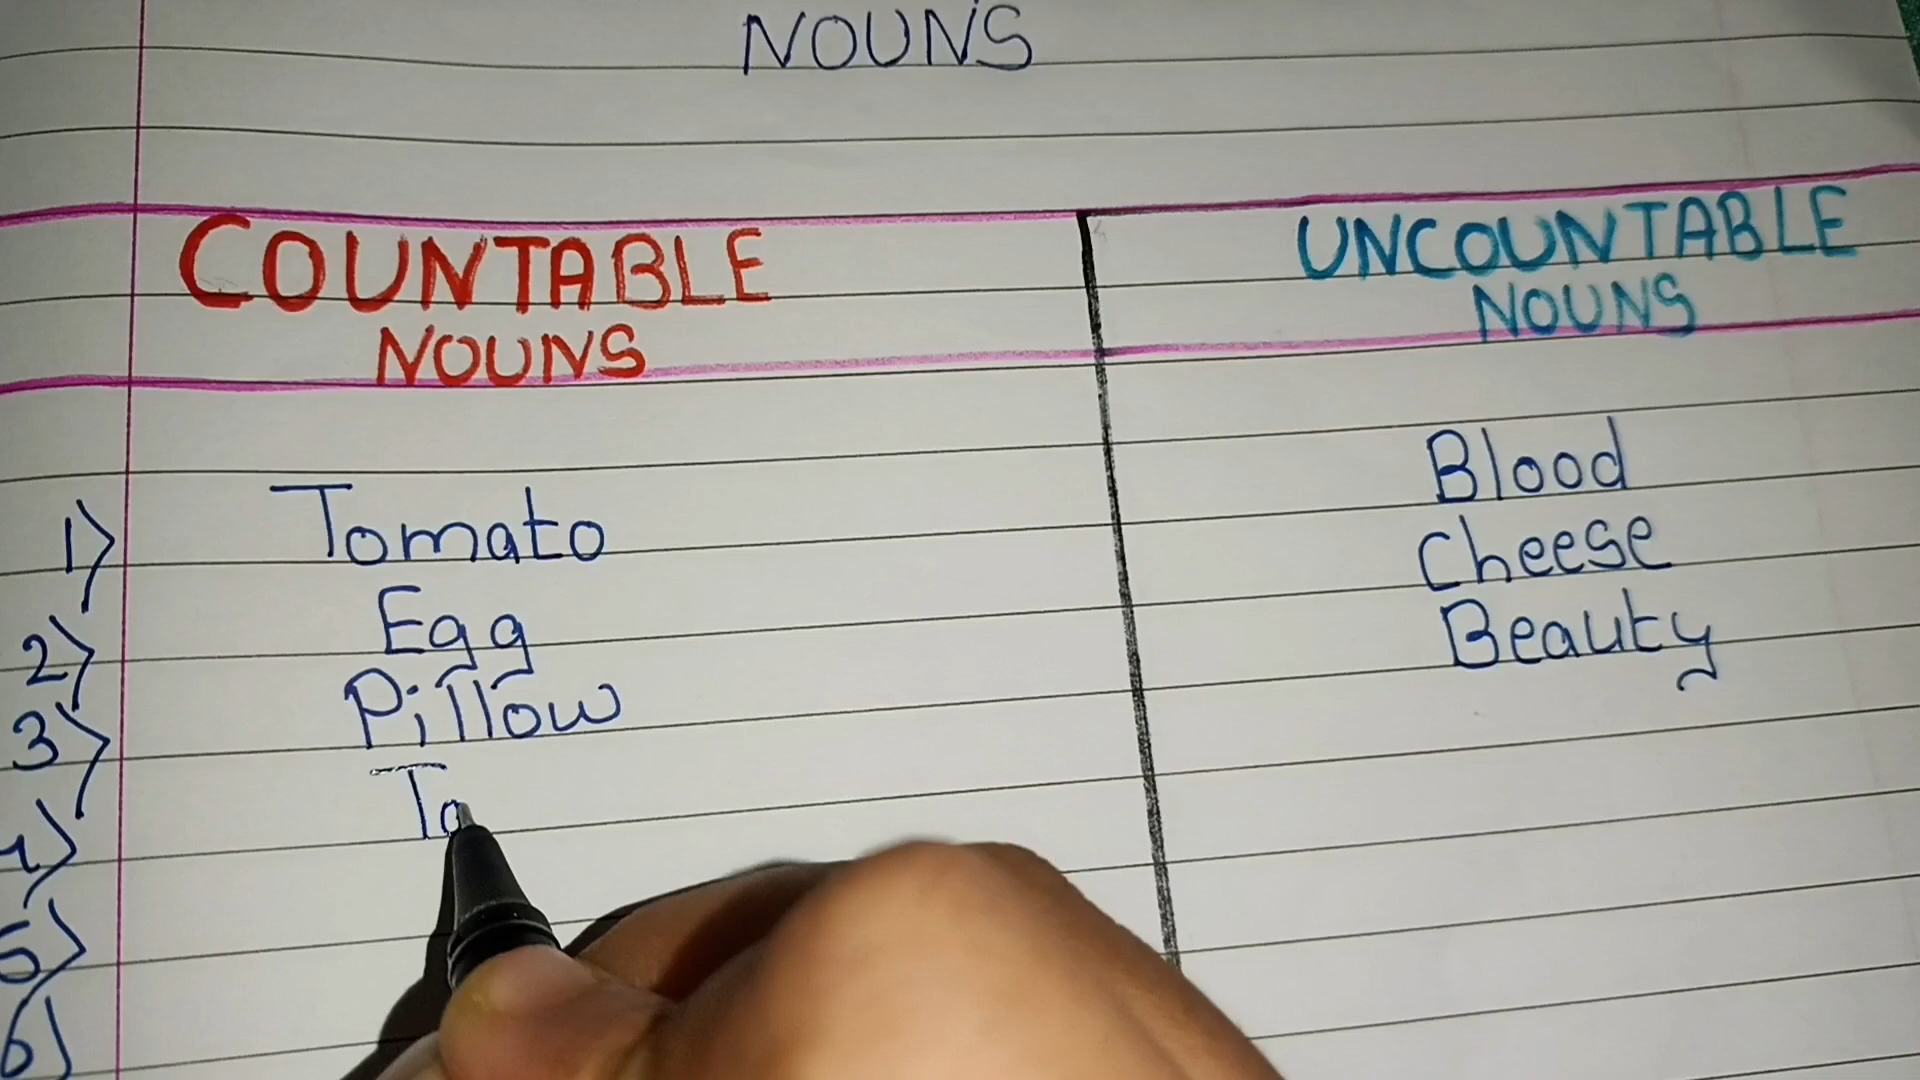 NOUNS
COUNTABLE
NOUNS
UNCOUNTABLE
NOUNS
1) Tomato
Blood
2) Egg
Cheese
3) Pillow
Beauty
4)
5)
6)